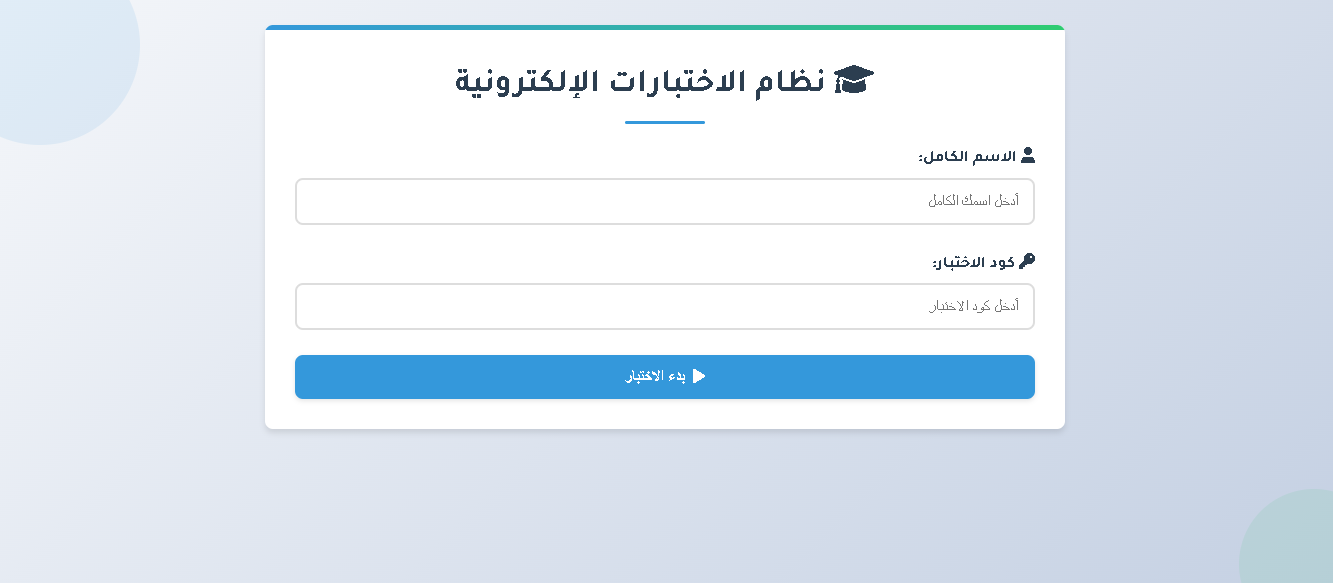 نظام الاختبارات الإلكترونية
الاسم الكامل:
أدخل اسمك الكامل
كود الاختبار:
أدخل كود الاختبار
بدء الاختبار